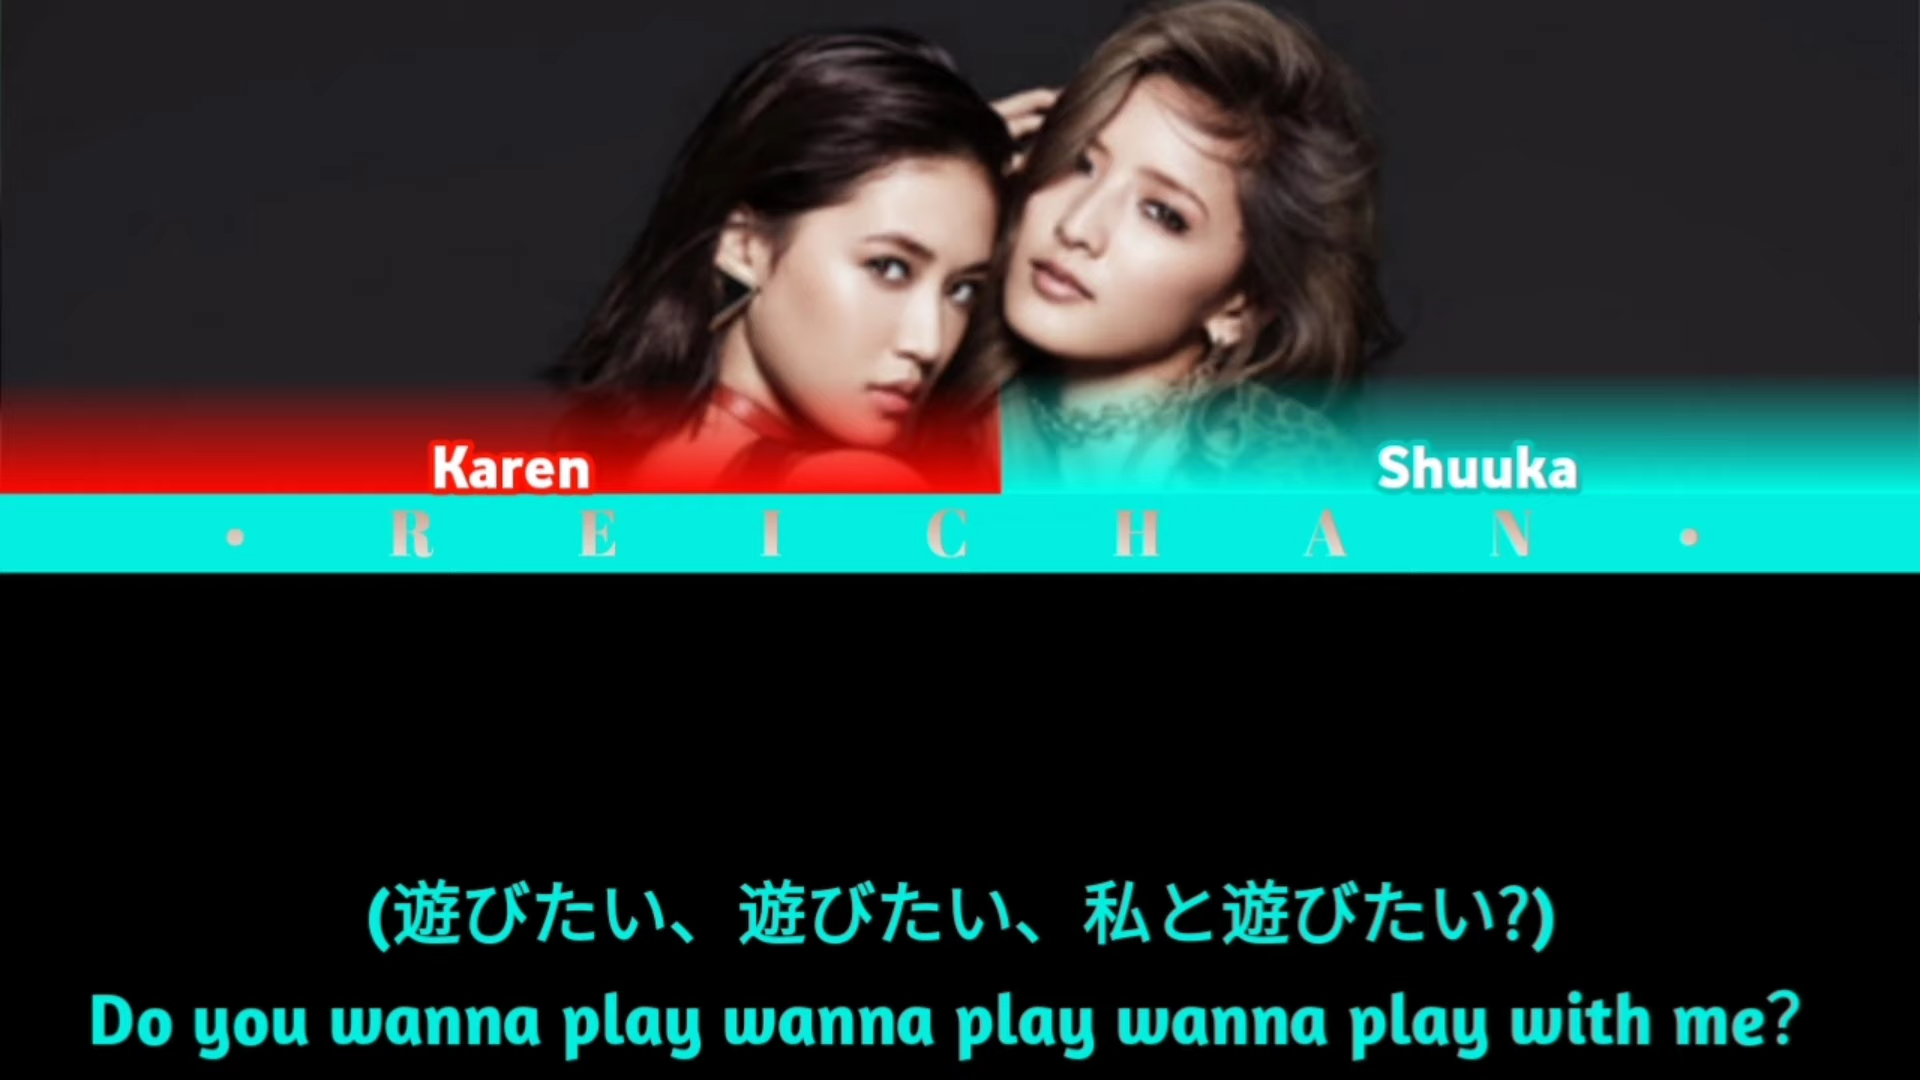 Karen Shuuka
• R E I C H A N •
(遊びたい、遊びたい、私と遊びたい?)
Do you wanna play wanna play wanna play with me?